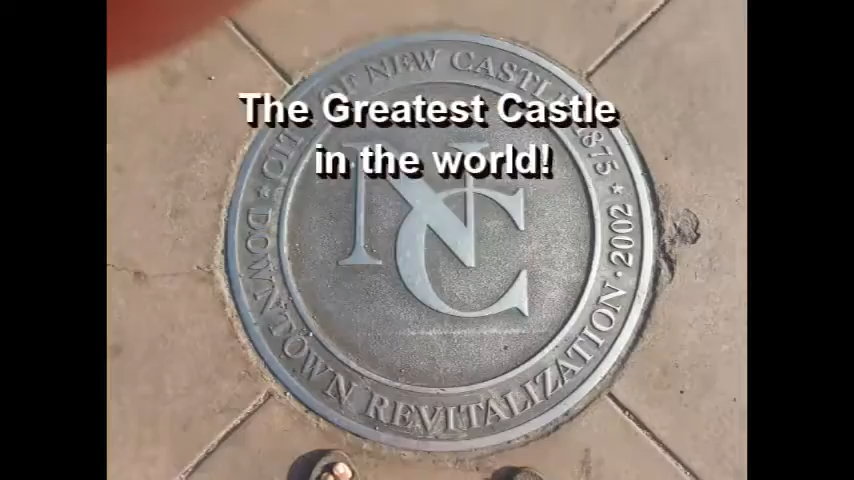 The Greatest Castle
in the world!
CITY OF NEW CASTLE 1875 ★ 2002 ·
★ DOWNTOWN REVITALIZATION
NC